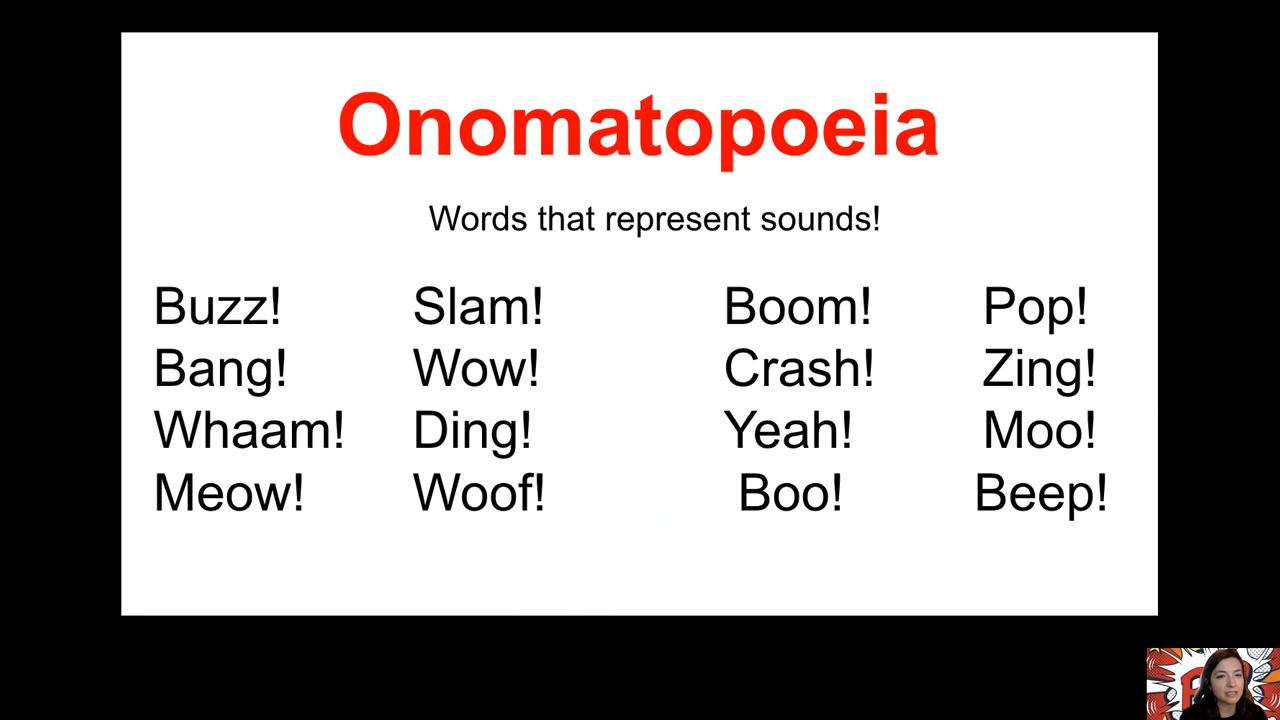 Onomatopoeia
Words that represent sounds!
Buzz! Slam! Boom! Pop!
Bang! Wow! Crash! Zing!
Whaam! Ding! Yeah! Moo!
Meow! Woof! Boo! Beep!